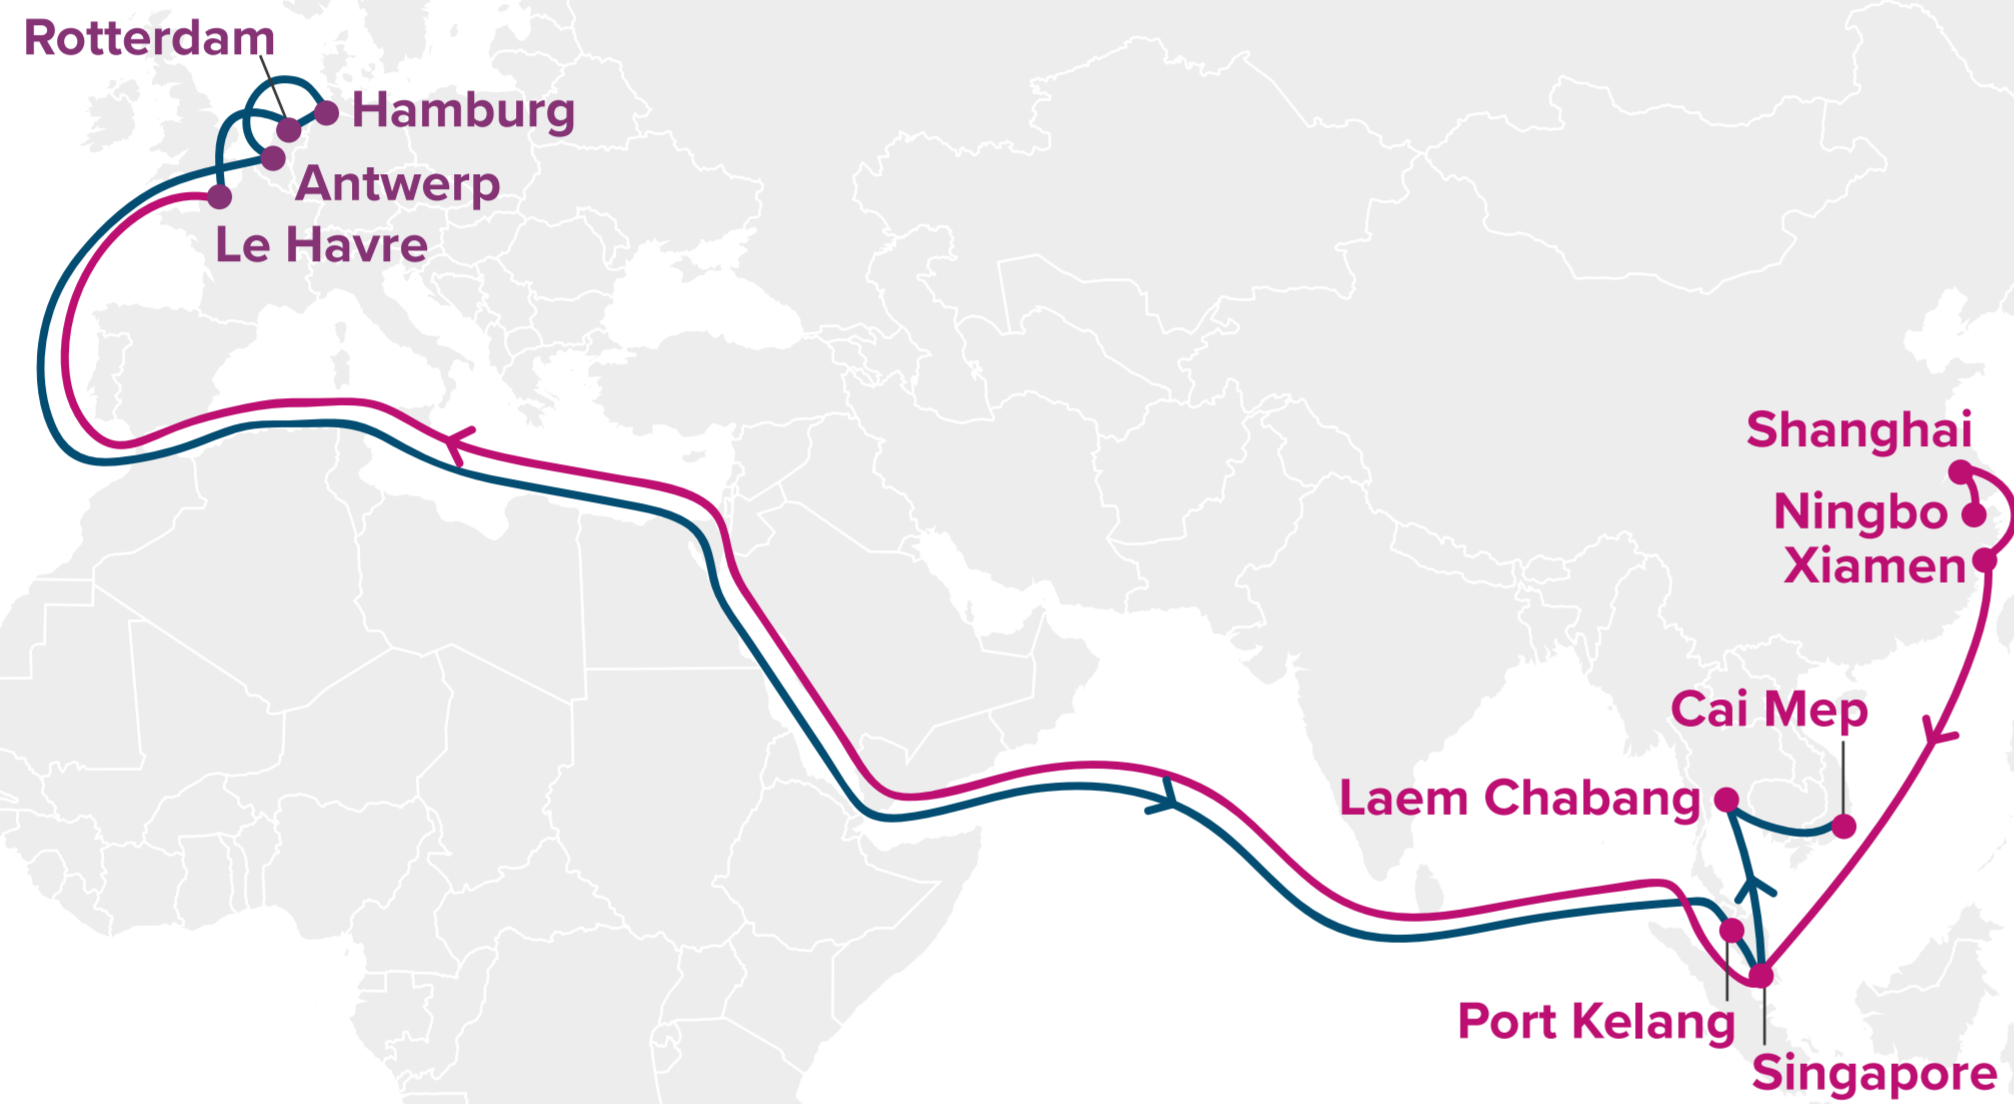 Rotterdam
Hamburg
Antwerp
Le Havre
Shanghai
Ningbo
Xiamen
Cai Mep
Laem Chabang
Port Kelang
Singapore